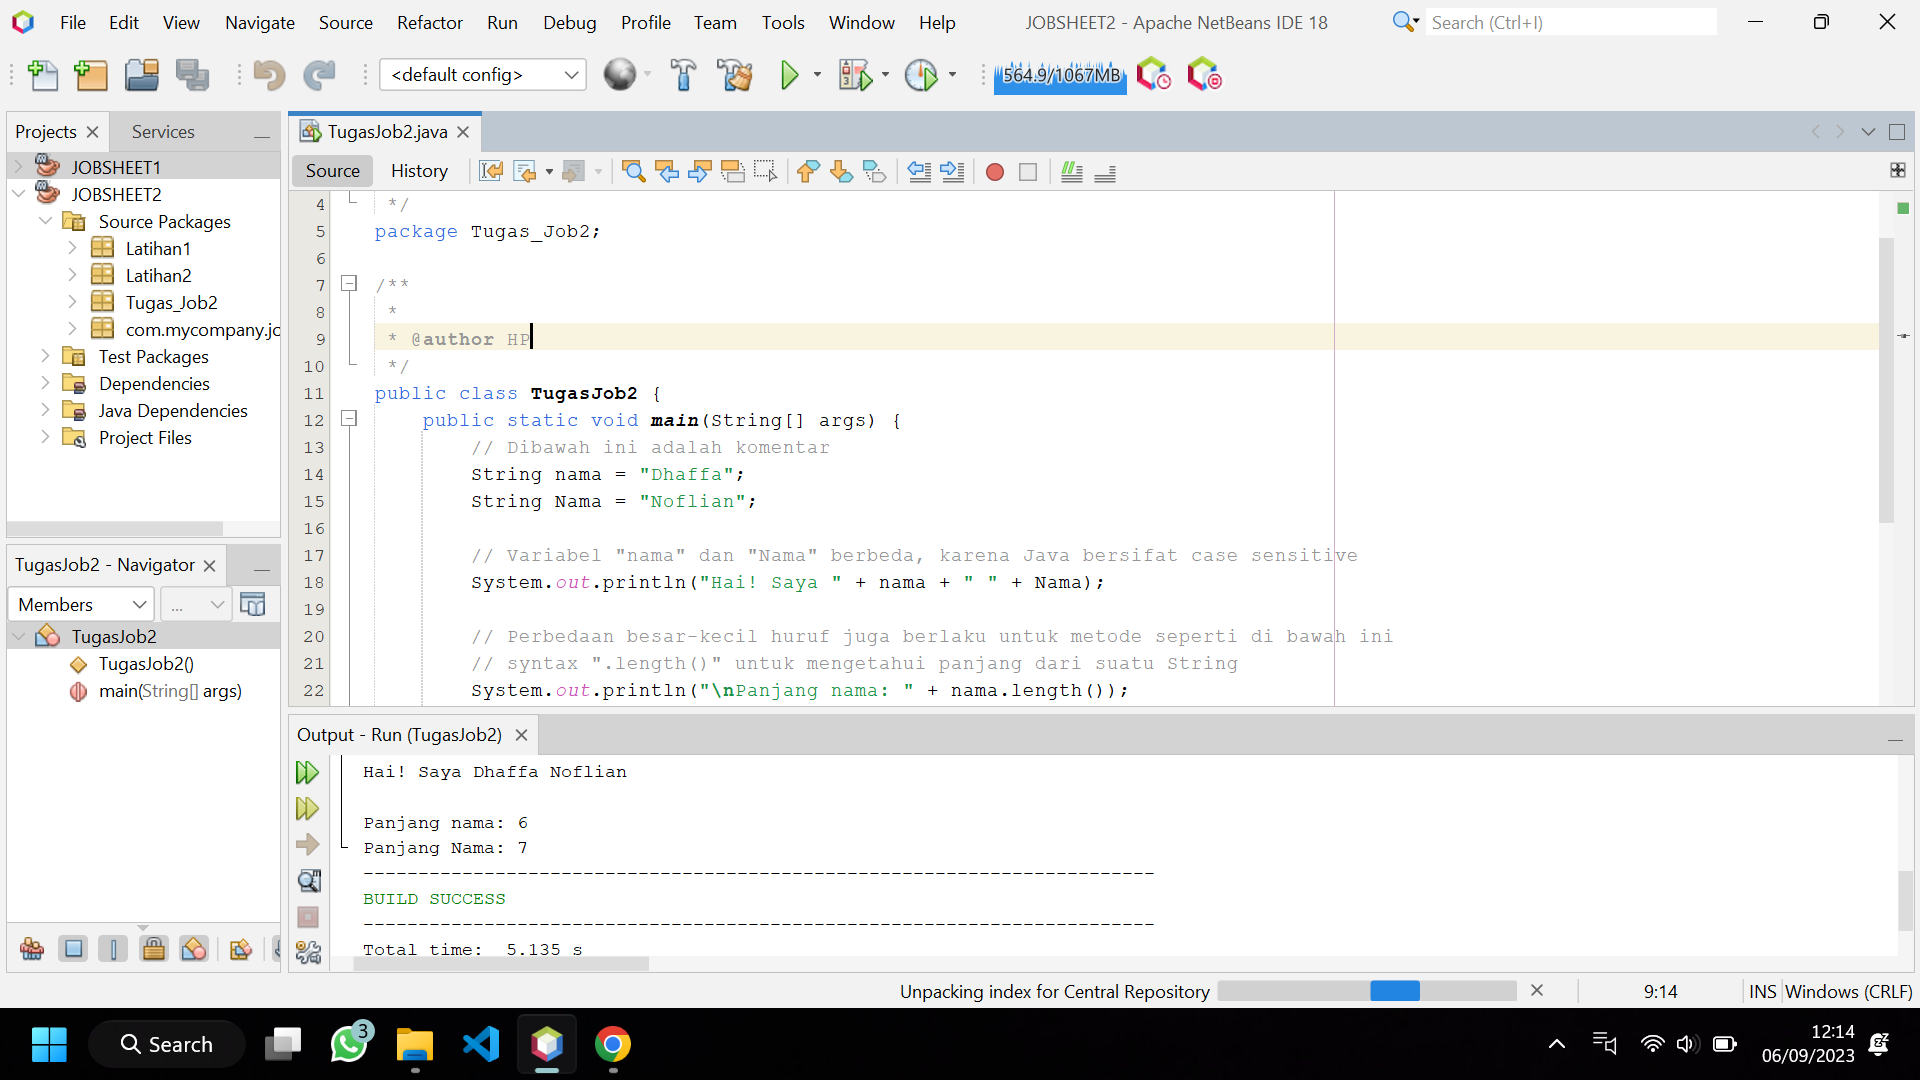 File Edit View Navigate Source Refactor Run Debug Profile Team Tools Window Help JOBSHEET2 - Apache NetBeans IDE 18 Search (Ctrl+I)
<default config> 564.9/1067MB
Projects Services
JOBSHEET1
JOBSHEET2
Source Packages
Latihan1
Latihan2
Tugas_Job2
com.mycompany.jc
Test Packages
Dependencies
Java Dependencies
Project Files
TugasJob2 - Navigator
Members ...
TugasJob2
TugasJob2()
main(String[] args)
TugasJob2.java
Source History
4 */
5 package Tugas_Job2;
6
7 /**
8 *
9 * @author HP
10 */
11 public class TugasJob2 {
12 public static void main(String[] args) {
13 // Dibawah ini adalah komentar
14 String nama = "Dhaffa";
15 String Nama = "Noflian";
16
17 // Variabel "nama" dan "Nama" berbeda, karena Java bersifat case sensitive
18 System.out.println("Hai! Saya " + nama + " " + Nama);
19
20 // Perbedaan besar-kecil huruf juga berlaku untuk metode seperti di bawah ini
21 // syntax ".length()" untuk mengetahui panjang dari suatu String
22 System.out.println("\nPanjang nama: " + nama.length());
Output - Run (TugasJob2)
Hai! Saya Dhaffa Noflian
Panjang nama: 6
Panjang Nama: 7
------------------------------------------------------------------------
BUILD SUCCESS
------------------------------------------------------------------------
Total time: 5.135 s
Unpacking index for Central Repository 9:14 INS Windows (CRLF)
Search 3 12:14
06/09/2023